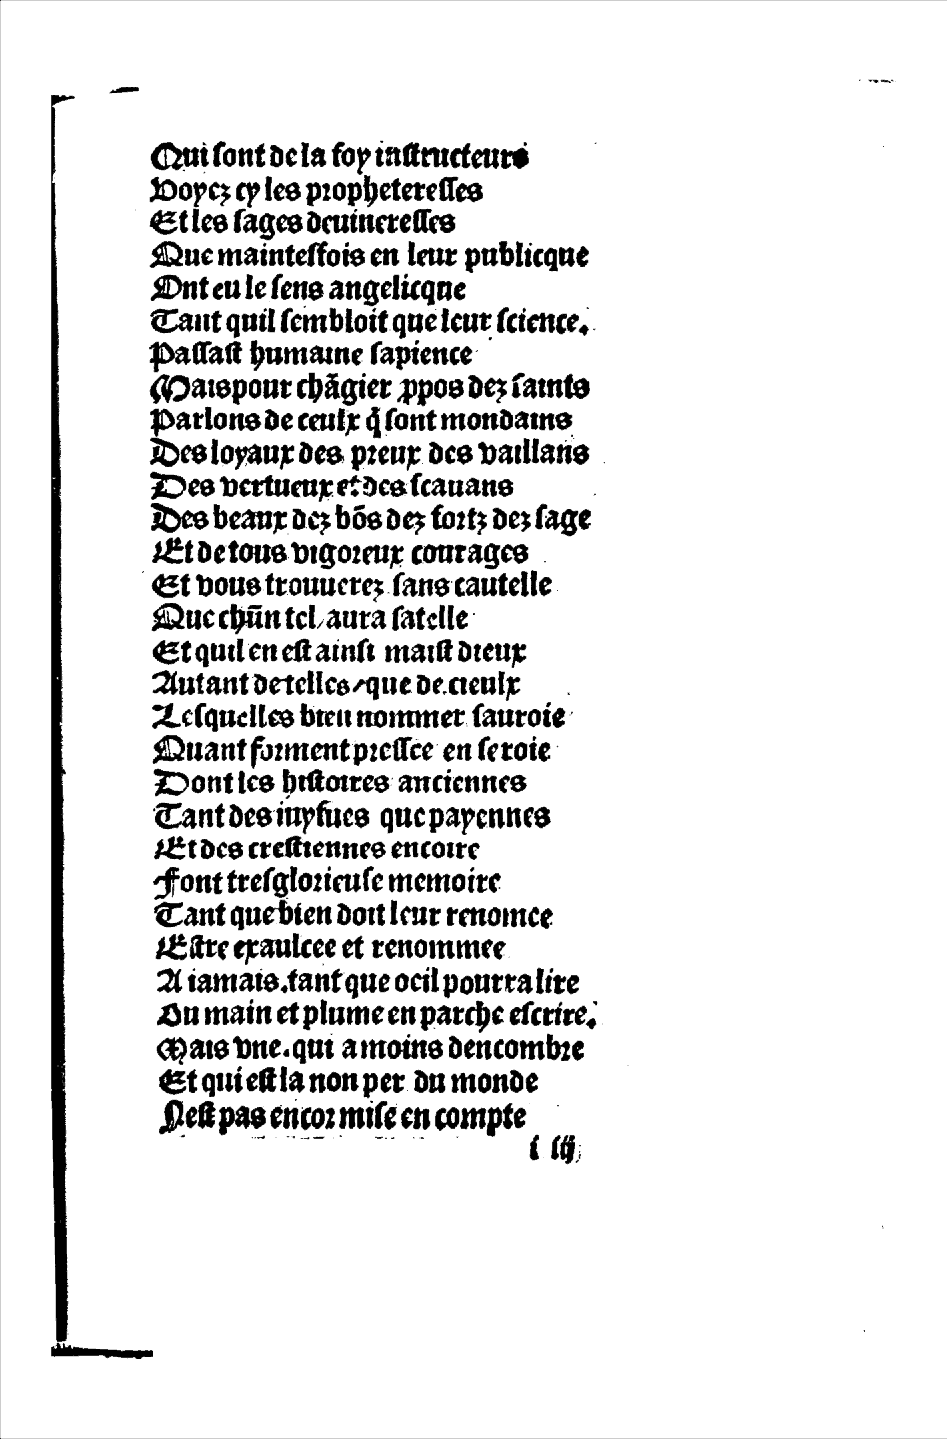 Qui ſont de la foy inſtructeurs
Voyez cy les propheterelſes
Et les ſages deuinereſſes
Que mainteſfois en leur publicque
Ont eu le ſens angelicque
Tant quil ſembloit que leur ſcience.
Paſſaſt humaine ſapience
Mais pour chãgier ꝓpos dez ſaints
Parlons de ceulx q̃ ſont mondains
Des loyaux des preux des vaillans
Des vertueux et des ſcauans
Des beaux dez bõs dez fortz dez ſage
Et de tous vigoreux courages
Et vous trouuerez ſans cautelle
Que chũn tel aura ſatelle
Et quil en eſt ainſi maiſt dieux
Autant de telles / que de cieulx
Leſquelles bien nommer ſauroie
Quant forment preſſee en ſeroie
Dont les hiſtoires anciennes
Tant des iuyfues que payennes
Et des creſtiennes encoire
Font treſglorieuſe memoire
Tant que bien doit leur renomee
Eſtre exaulcee et renommee
A iamais.tant que oeil pourra lire
Ou main et plume en parche eſcrire.
Mais vne.qui a moins dencombre
Et qui eſt la non per du monde
Neſt pas encor miſe en compte
l iij